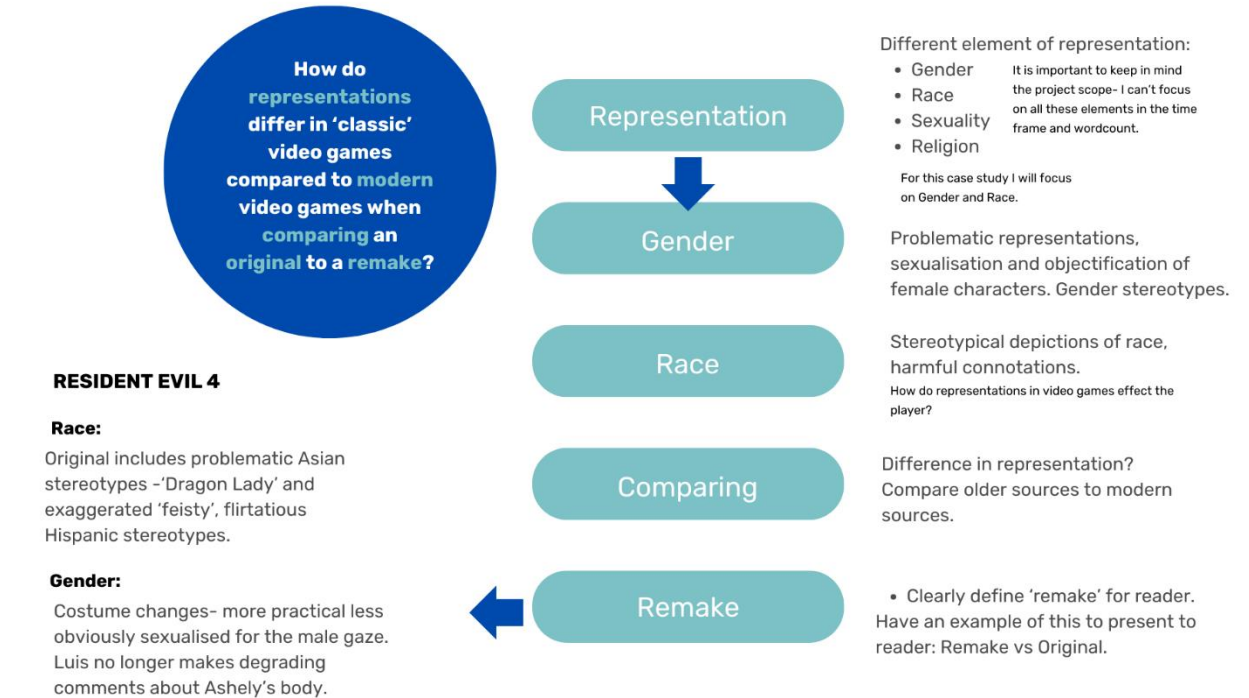 How do
representations
differ in ‘classic’
video games
compared to modern
video games when
comparing an
original to a remake?
Representation
Different element of representation:
• Gender
• Race
• Sexuality
• Religion
It is important to keep in mind
the project scope- I can’t focus
on all these elements in the time
frame and wordcount.
For this case study I will focus
on Gender and Race.
Gender
Problematic representations,
sexualisation and objectification of
female characters. Gender stereotypes.
Race
Stereotypical depictions of race,
harmful connotations.
How do representations in video games effect the
player?
Comparing
Difference in representation?
Compare older sources to modern
sources.
Remake
• Clearly define ‘remake’ for reader.
Have an example of this to present to
reader: Remake vs Original.
RESIDENT EVIL 4
Race:
Original includes problematic Asian
stereotypes -‘Dragon Lady’ and
exaggerated ‘feisty’, flirtatious
Hispanic stereotypes.
Gender:
Costume changes- more practical less
obviously sexualised for the male gaze.
Luis no longer makes degrading
comments about Ashely’s body.